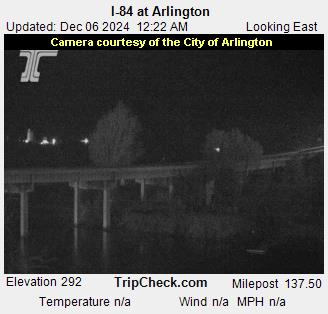 I-84 at Arlington
Updated: Dec 06 2024 12:22 AM Looking East
Camera courtesy of the City of Arlington
Elevation 292 TripCheck.com Milepost 137.50
Temperature n/a Wind n/a MPH n/a